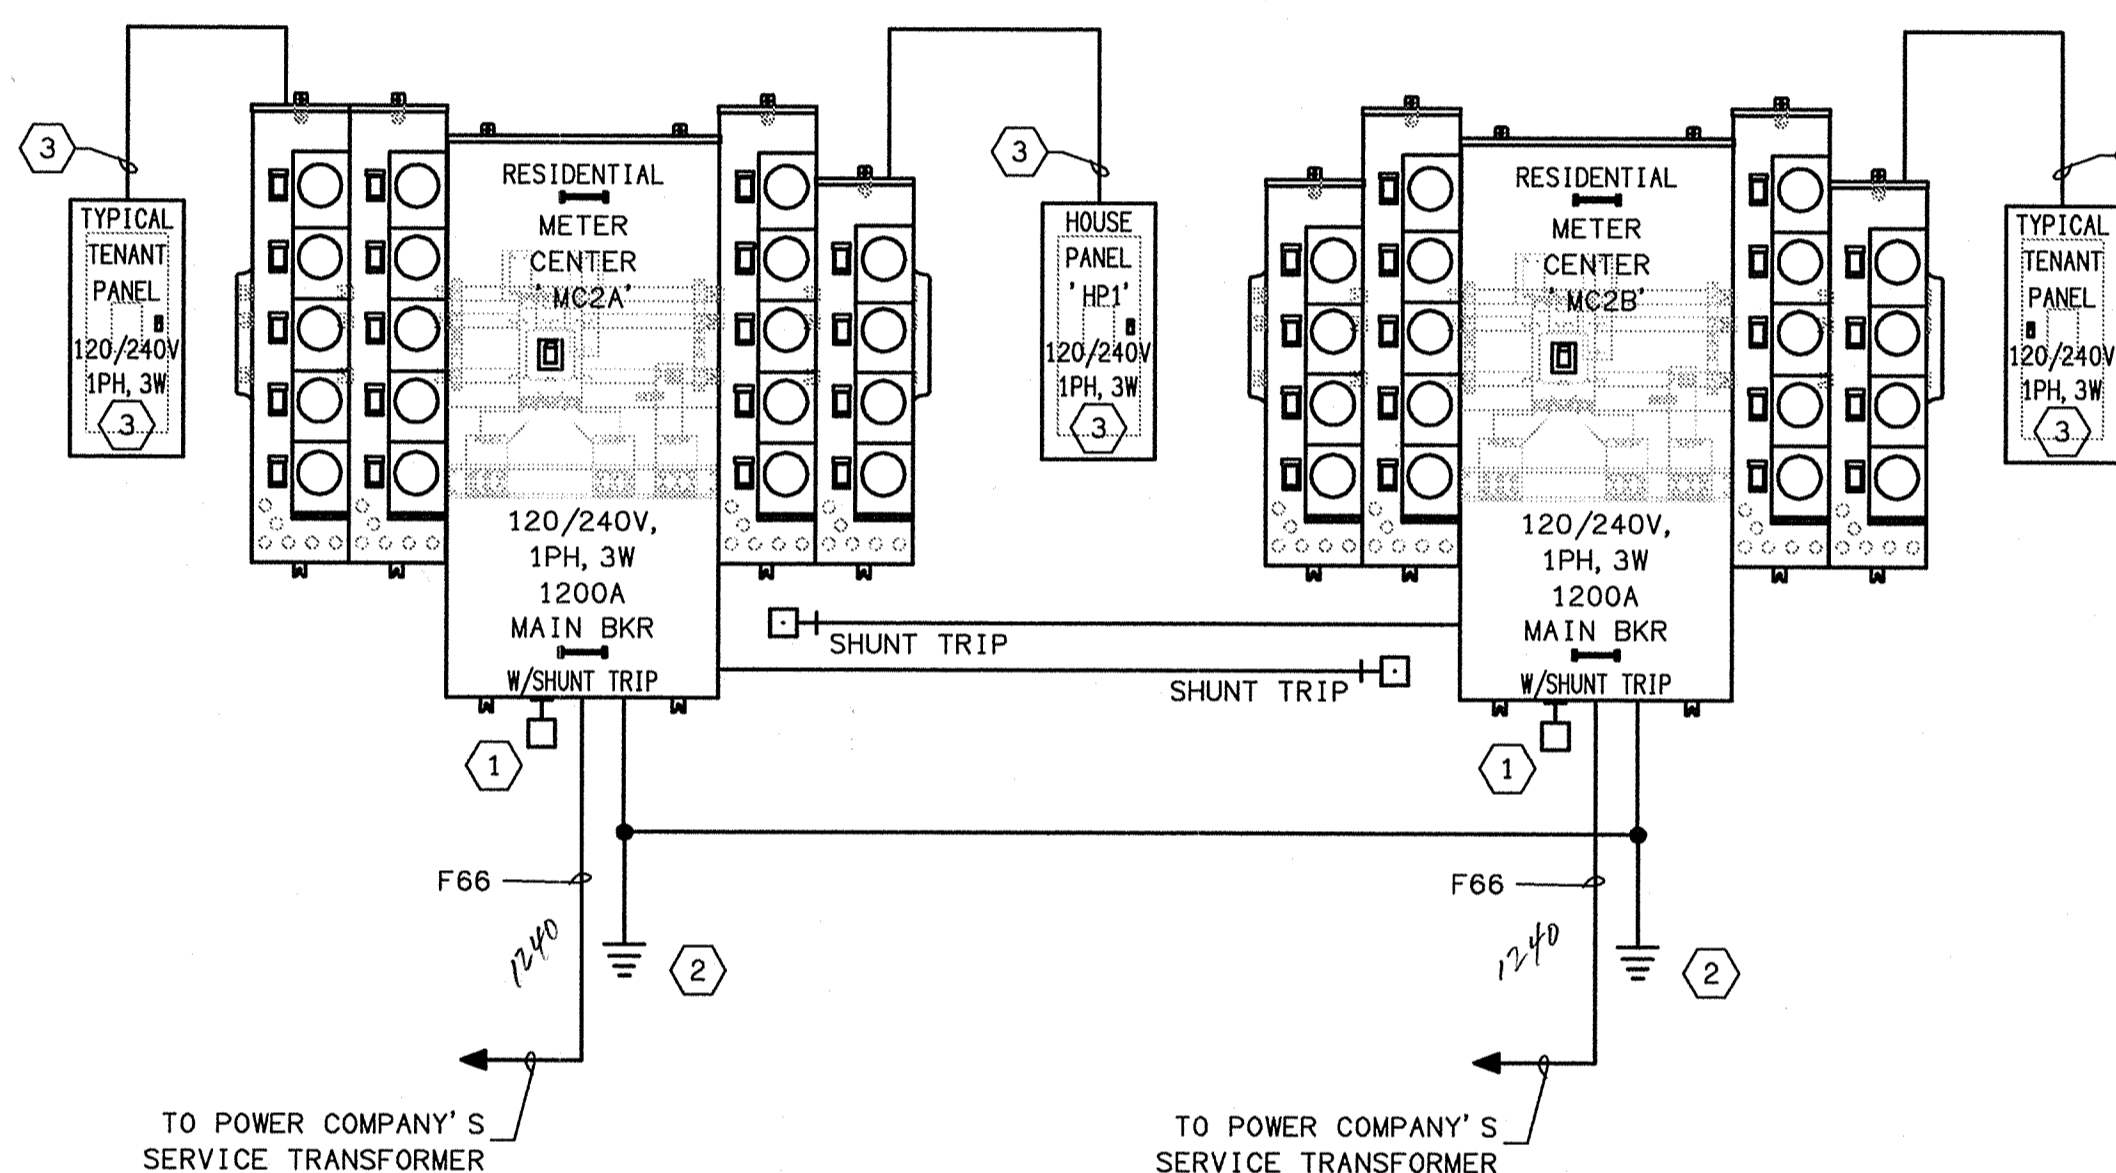 3
TYPICAL
TENANT
PANEL
120/240V
1PH, 3W
3
RESIDENTIAL
METER
CENTER
'MC2A'
120/240V,
1PH, 3W
1200A
MAIN BKR
W/SHUNT TRIP
3
HOUSE
PANEL
'HP1'
120/240V
1PH, 3W
3
RESIDENTIAL
METER
CENTER
'MC2B'
120/240V,
1PH, 3W
1200A
MAIN BKR
W/SHUNT TRIP
TYPICAL
TENANT
PANEL
120/240V
1PH, 3W
3
SHUNT TRIP
SHUNT TRIP
1
1
F66
F66
1240
1240
2
2
TO POWER COMPANY'S
SERVICE TRANSFORMER
TO POWER COMPANY'S
SERVICE TRANSFORMER